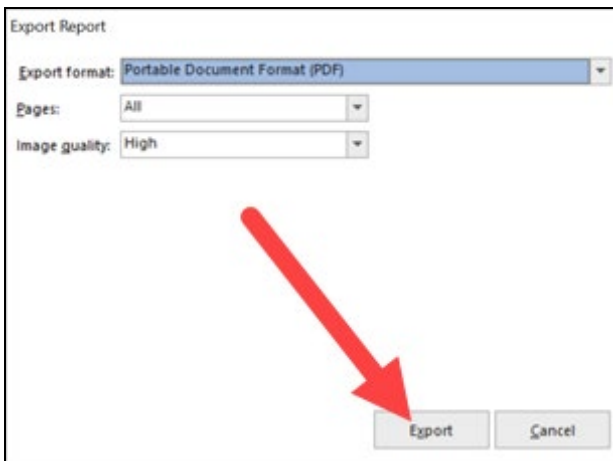 Export Report
Export format: Portable Document Format (PDF)
Pages: All
Image quality: High
Export Cancel